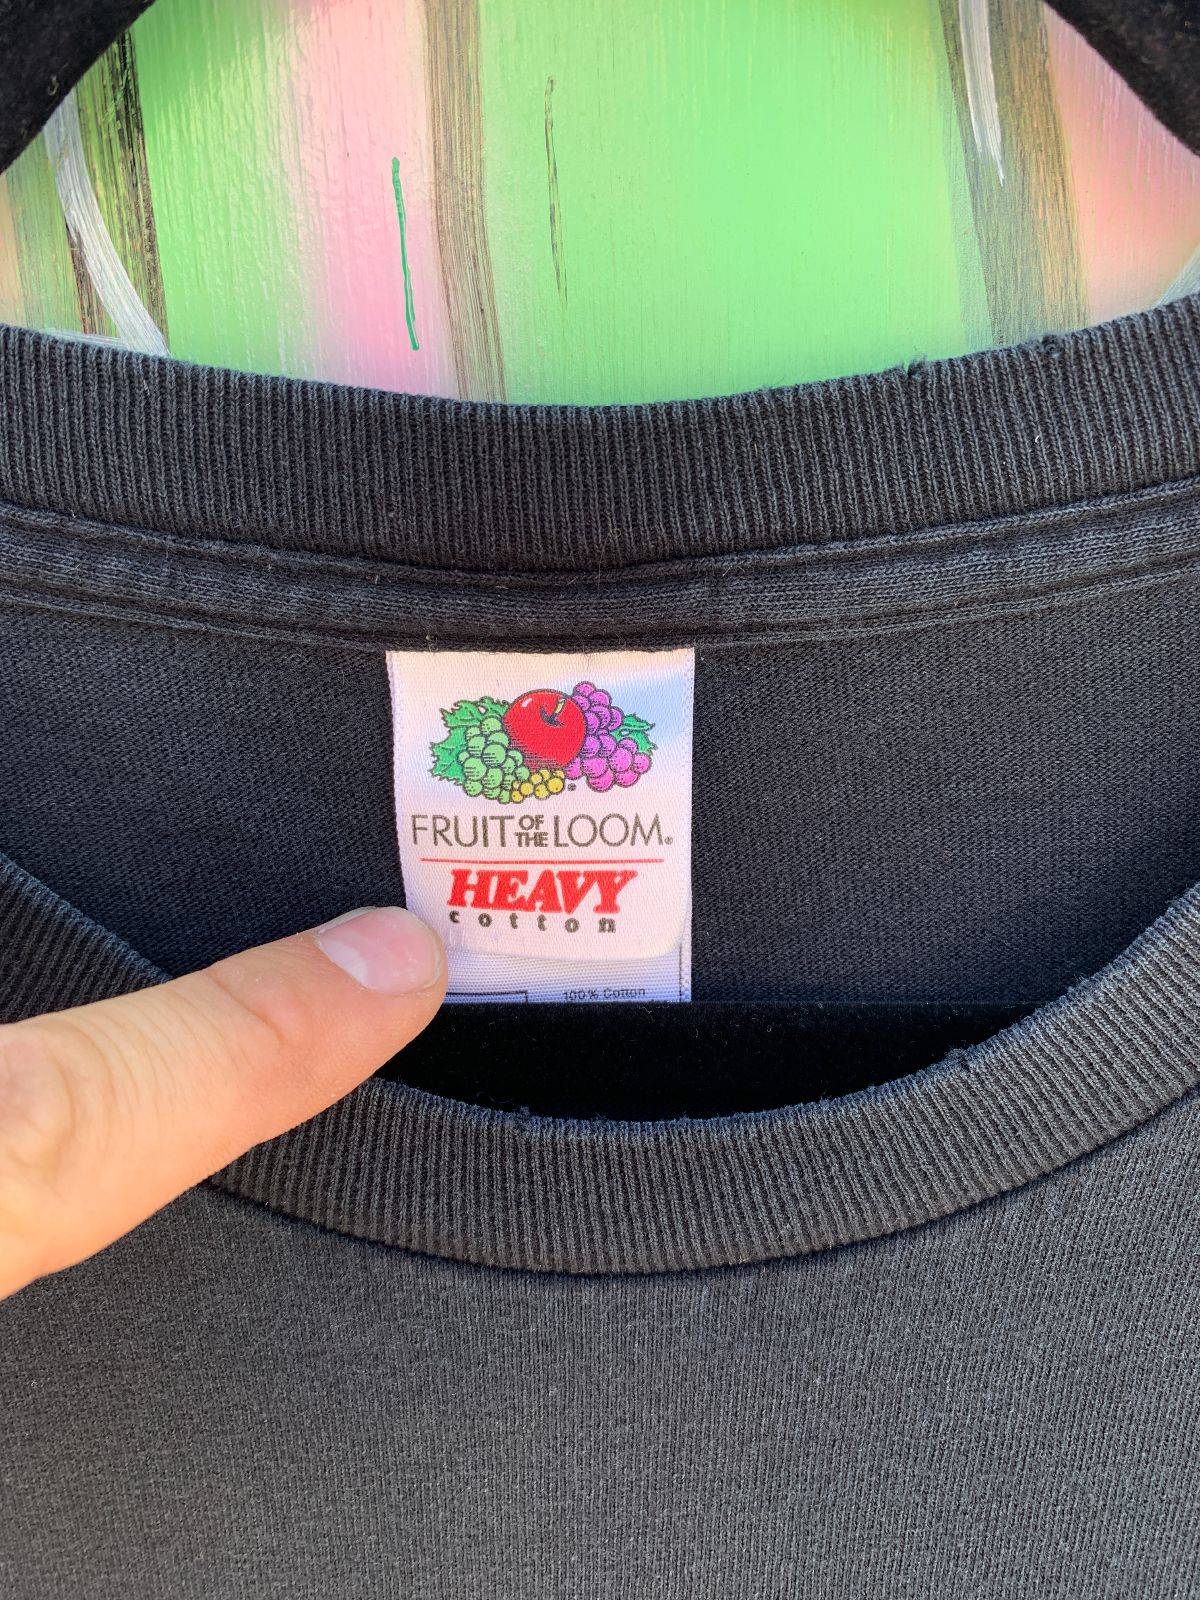 FRUIT OF THE LOOM®
HEAVY
cotton
100% Cotton